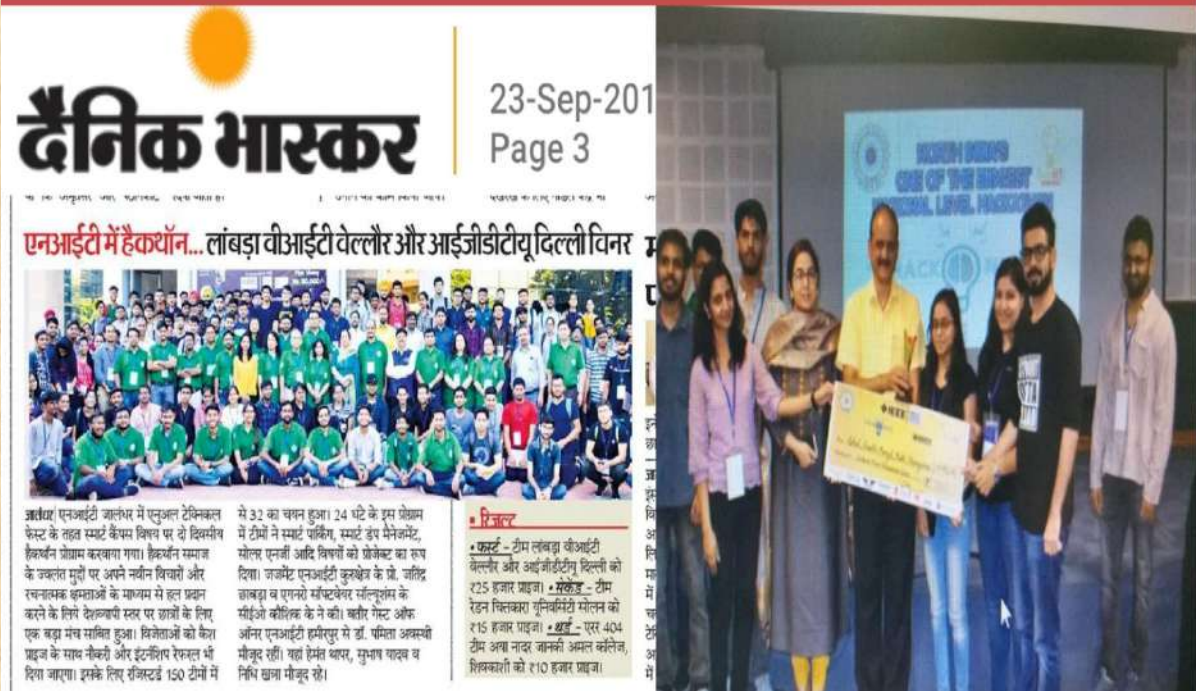 दैनिक भास्कर
23-Sep-201
Page 3
एनआईटी में हैकथॉन... लांबड़ा वीआईटी वेल्लौर और आईजीडीटीयू दिल्ली विनर
जालंधर| एनआईटी जालंधर में एनुअल टेक्निकल
फेस्ट के तहत स्मार्ट कैंपस विषय पर दो दिवसीय
हैकथॉन प्रोग्राम करवाया गया। हैकथॉन समाज
के ज्वलंत मुद्दों पर अपने नवीन विचारों और
रचनात्मक क्षमताओं के माध्यम से हल प्रदान
करने के लिये देशव्यापी स्तर पर छात्रों के लिए
एक बड़ा मंच साबित हुआ। विजेताओं को कैश
प्राइज के साथ नौकरी और इंटर्नशिप रेफरल भी
दिया जाएगा। इसके लिए रजिस्टर्ड 150 टीमों में
से 32 का चयन हुआ। 24 घंटे के इस प्रोग्राम
में टीमों ने स्मार्ट पार्किंग, स्मार्ट डंप मैनेजमेंट,
सोलर एनर्जी आदि विषयों को प्रोजेक्ट का रूप
दिया। जजमेंट एनआईटी कुरुक्षेत्र के प्रो. जतिंद्र
छाबड़ा व एगनरो सॉफ्टवेयर सॉल्यूशंस के
सीईओ कौशिक के ने की। बतौर गेस्ट ऑफ
ऑनर एनआईटी हमीरपुर से डॉ. पमिता अवस्थी
मौजूद रहीं। यहां हेमंत थापर, सुभाष यादव व
निधि खन्ना मौजूद रहे।
रिजल्ट
• फर्स्ट - टीम लांबड़ा वीआईटी
वेल्लौर और आईजीडीटीयू दिल्ली को
₹25 हजार प्राइज। • सेकेंड - टीम
रेडन चितकारा यूनिवर्सिटी सोलन को
₹15 हजार प्राइज। • थर्ड - एरर 404
टीम अया नादर जानकी अमल कॉलेज,
शिवकाशी को ₹10 हजार प्राइज।
NORTH INDIA'S
ONE OF THE BIGGEST
NATIONAL LEVEL HACKATHON
IEEE